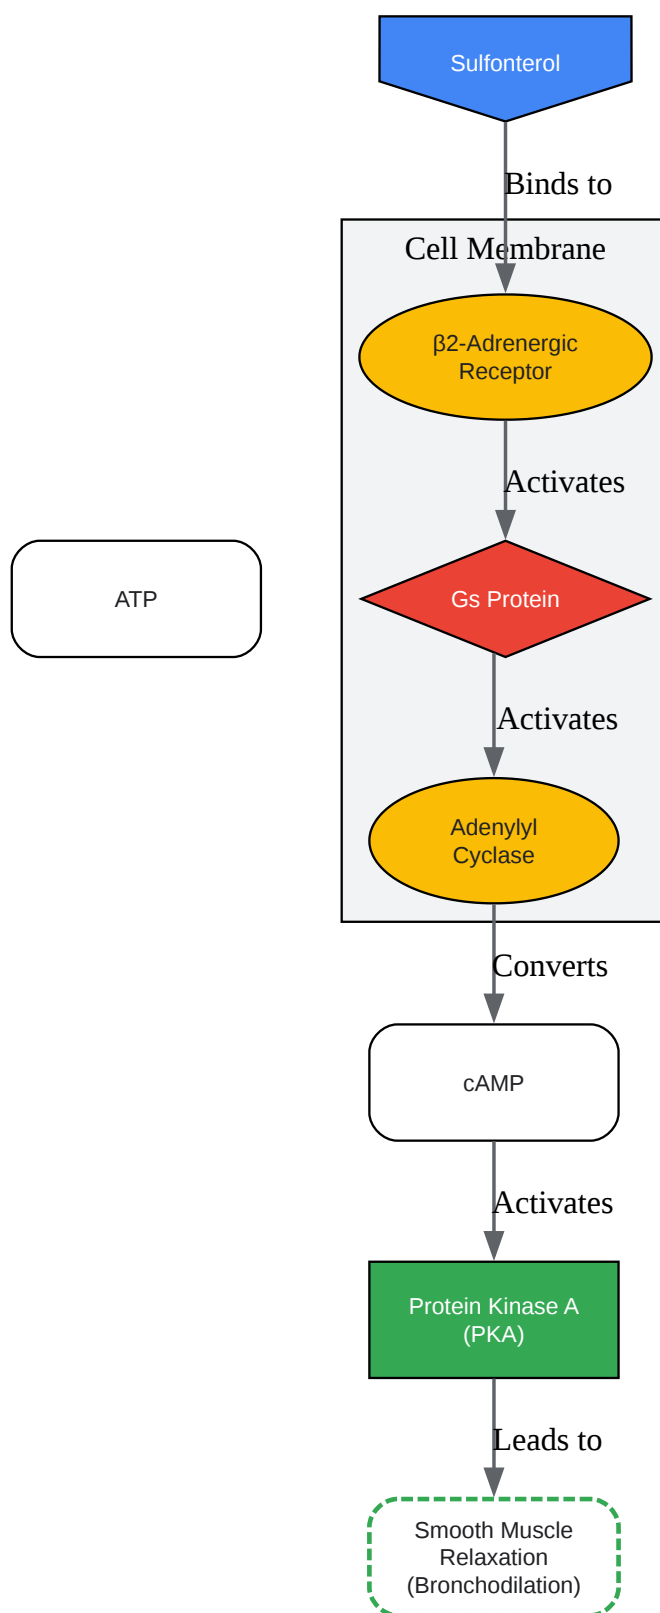 Sulfonterol
Binds to
Cell Membrane
β2-Adrenergic
Receptor
Activates
ATP
Gs Protein
Activates
Adenylyl
Cyclase
Converts
cAMP
Activates
Protein Kinase A
(PKA)
Leads to
Smooth Muscle
Relaxation
(Bronchodilation)